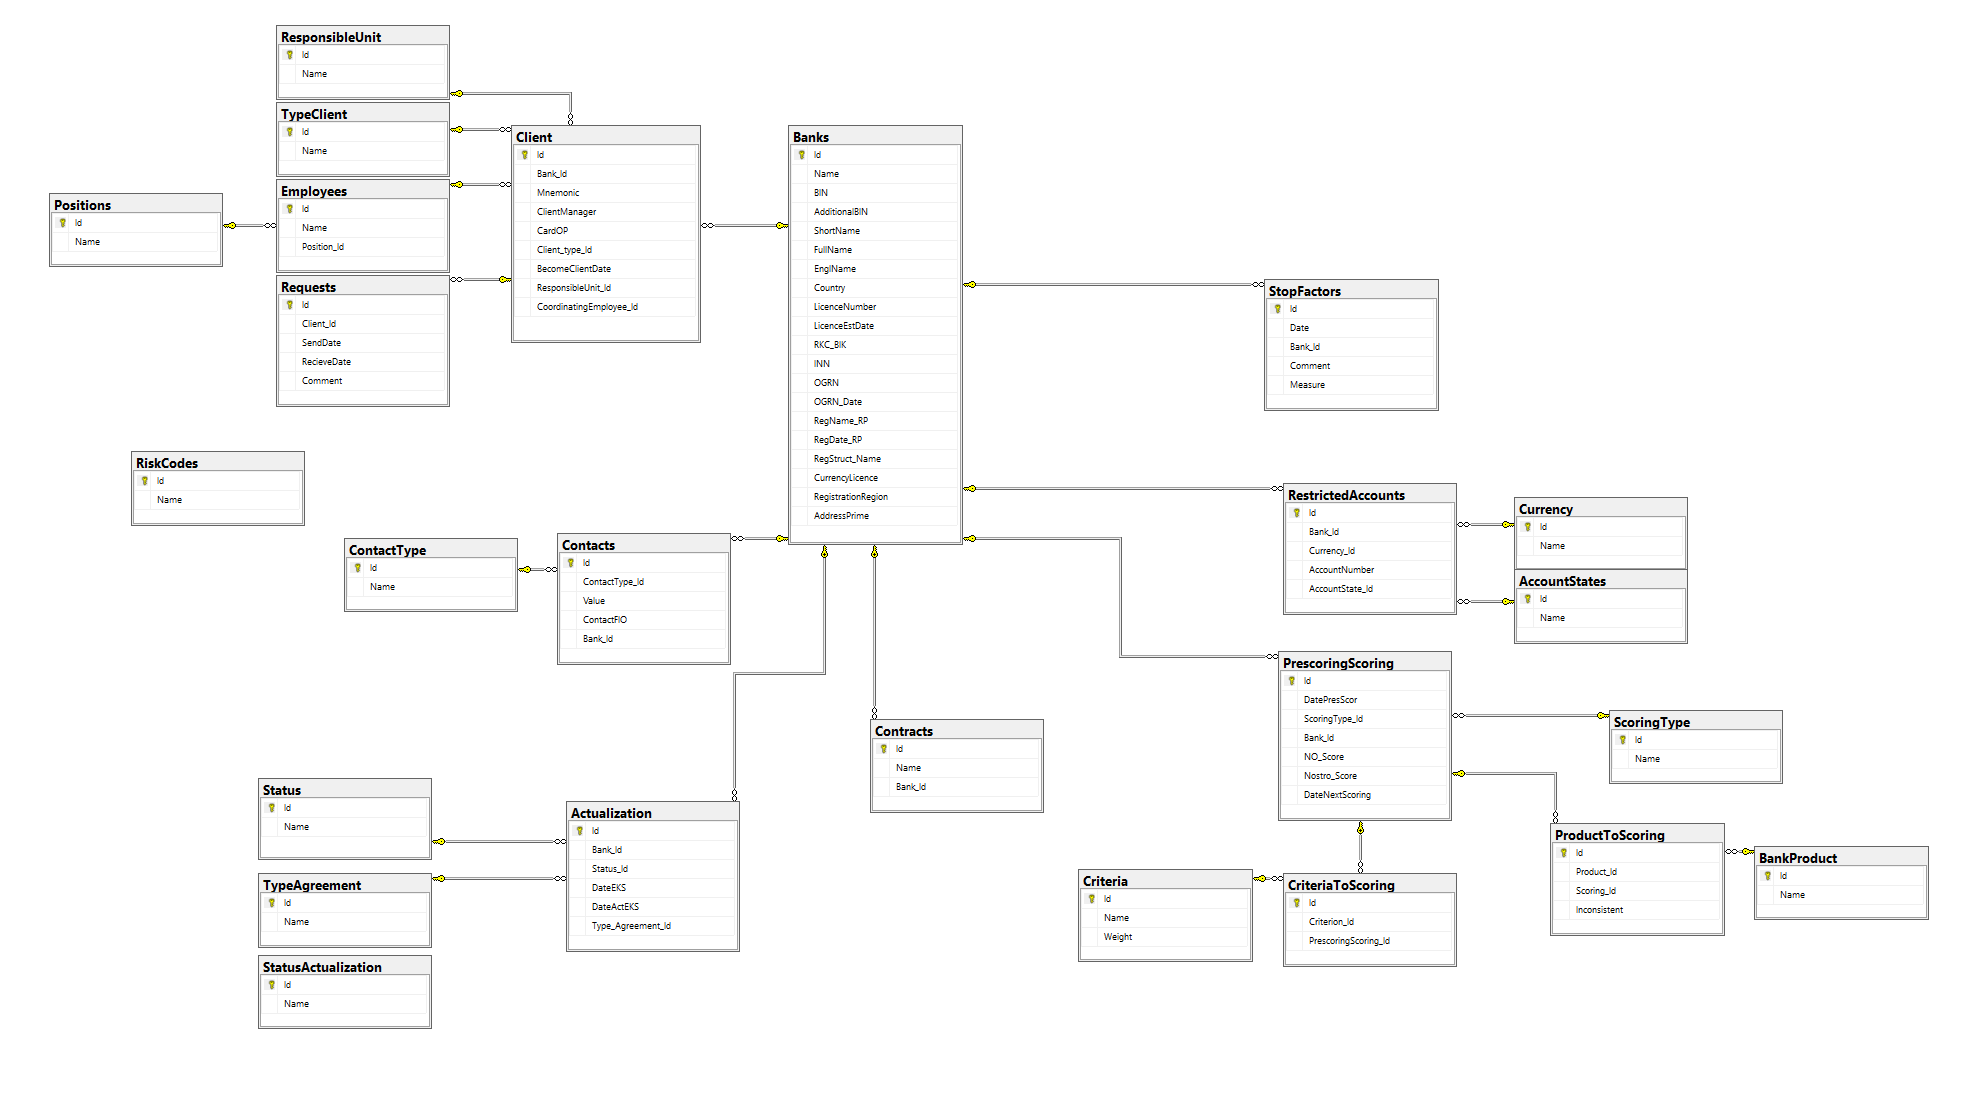 ResponsibleUnit
Id
Name
TypeClient
Id
Name
Employees
Id
Name
Position_Id
Positions
Id
Name
Requests
Id
Client_Id
SendDate
RecieveDate
Comment
Client
Id
Bank_Id
Mnemonic
ClientManager
CardOP
Client_type_Id
BecomeClientDate
ResponsibleUnit_Id
CoordinatingEmployee_Id
Banks
Id
Name
BIN
AdditionalBIN
ShortName
FullName
EnglName
Country
LicenceNumber
LicenceEstDate
RKC_BIK
INN
OGRN
OGRN_Date
RegName_RP
RegDate_RP
RegStruct_Name
CurrencyLicence
RegistrationRegion
AddressPrime
StopFactors
Id
Date
Bank_Id
Comment
Measure
RiskCodes
Id
Name
ContactType
Id
Name
Contacts
Id
ContactType_Id
Value
ContactFIO
Bank_Id
RestrictedAccounts
Id
Bank_Id
Currency_Id
AccountNumber
AccountState_Id
Currency
Id
Name
AccountStates
Id
Name
PrescoringScoring
Id
DatePresScor
ScoringType_Id
Bank_Id
NO_Score
Nostro_Score
DateNextScoring
ScoringType
Id
Name
Contracts
Id
Name
Bank_Id
Status
Id
Name
TypeAgreement
Id
Name
StatusActualization
Id
Name
Actualization
Id
Bank_Id
Status_Id
DateEKS
DateActEKS
Type_Agreement_Id
Criteria
Id
Name
Weight
CriteriaToScoring
Id
Criterion_Id
PrescoringScoring_Id
ProductToScoring
Id
Product_Id
Scoring_Id
Inconsistent
BankProduct
Id
Name